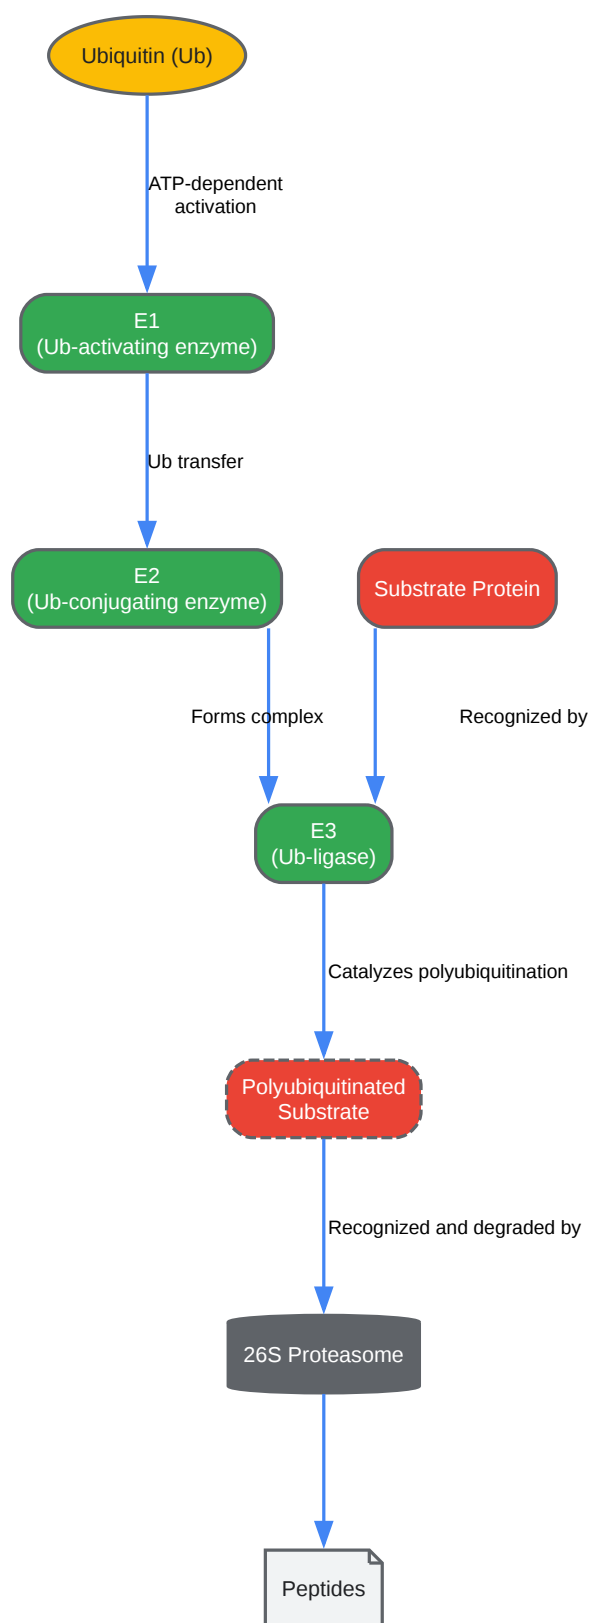 Ubiquitin (Ub)
ATP-dependent
activation
E1
(Ub-activating enzyme)
Ub transfer
E2
(Ub-conjugating enzyme)
Substrate Protein
Forms complex
Recognized by
E3
(Ub-ligase)
Catalyzes polyubiquitination
Polyubiquitinated
Substrate
Recognized and degraded by
26S Proteasome
Peptides